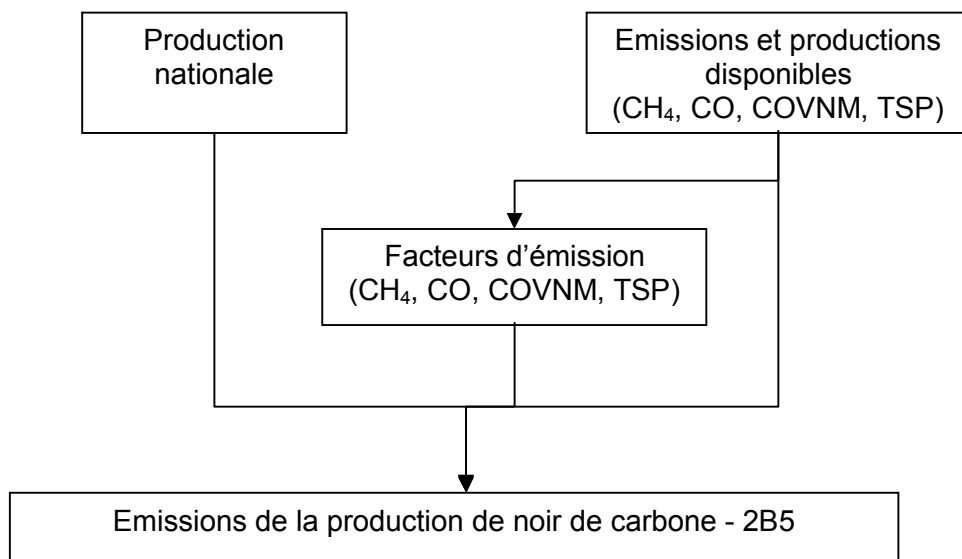 Production
nationale
Emissions et productions
disponibles
(CH₄, CO, COVNM, TSP)
Facteurs d’émission
(CH₄, CO, COVNM, TSP)
Emissions de la production de noir de carbone - 2B5